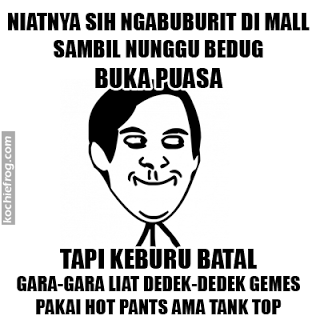 NIATNYA SIH NGABUBURIT DI MALL
SAMBIL NUNGGU BEDUG
BUKA PUASA
kochiefrog.com
TAPI KEBURU BATAL
GARA-GARA LIAT DEDEK-DEDEK GEMES
PAKAI HOT PANTS AMA TANK TOP